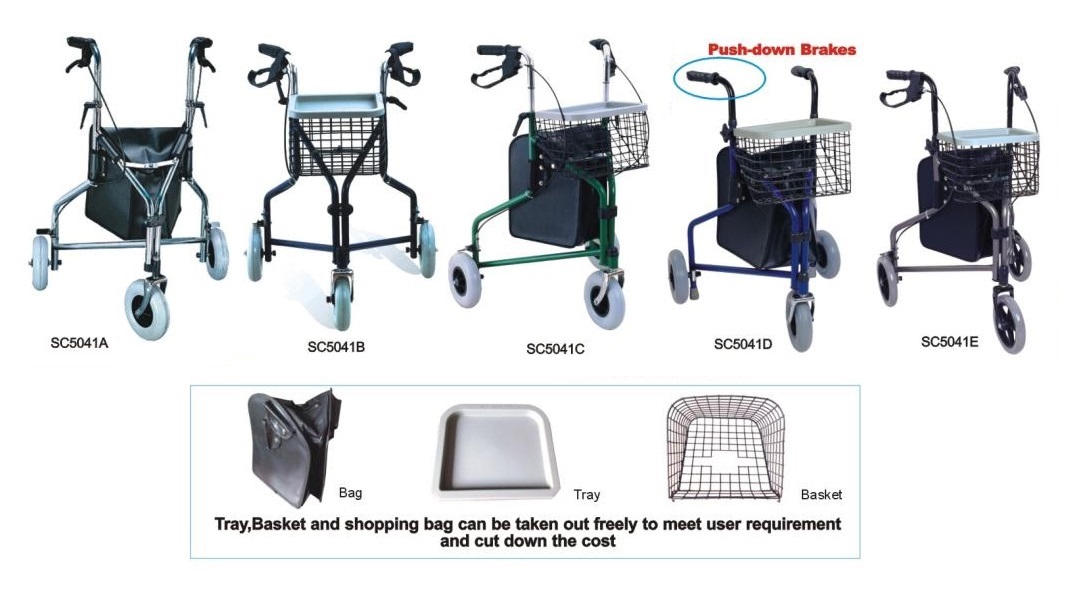 Push-down Brakes
SC5041A
SC5041B
SC5041C
SC5041D
SC5041E
Bag
Tray
Basket
Tray,Basket and shopping bag can be taken out freely to meet user requirement
and cut down the cost